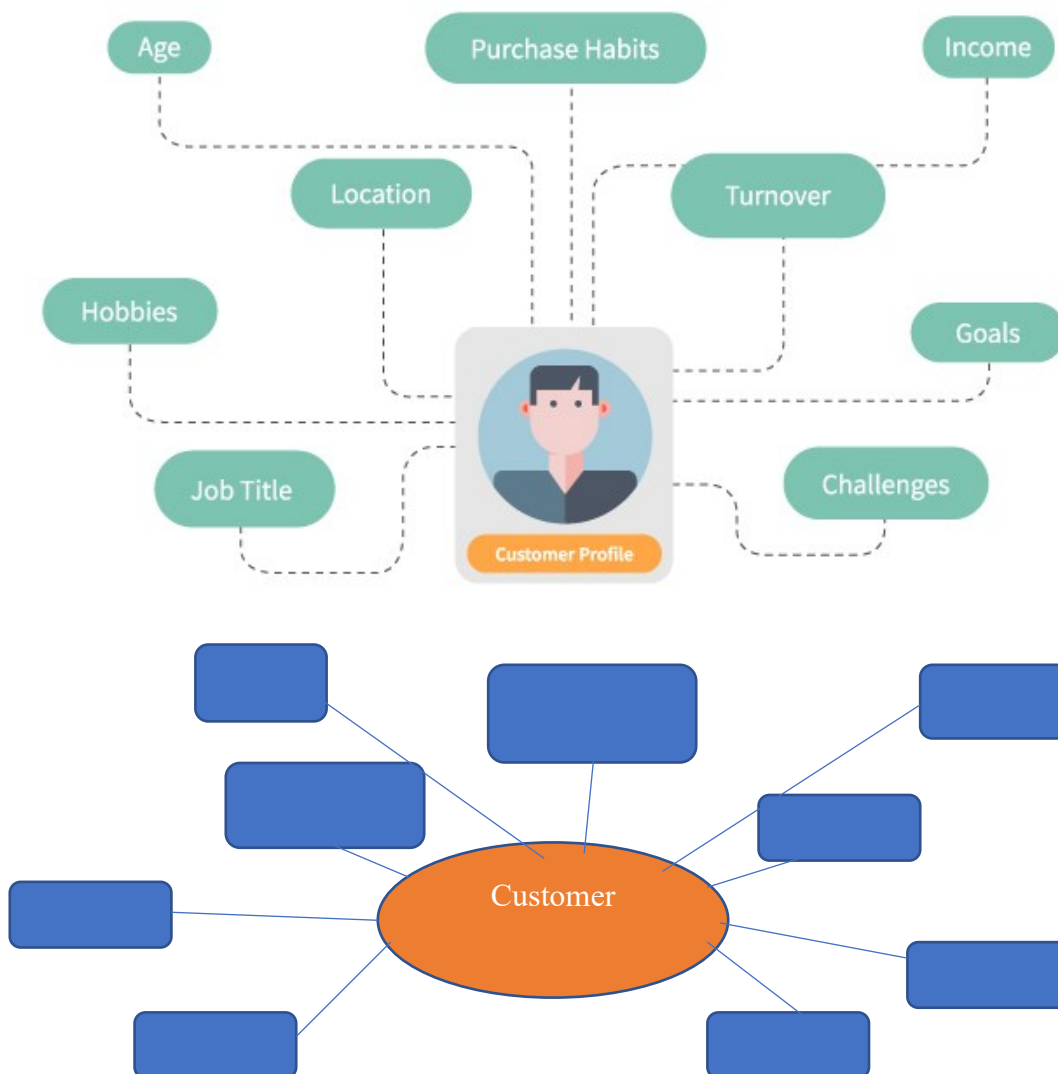 Age
Purchase Habits
Income
Location
Turnover
Hobbies
Goals
Job Title
Challenges
Customer Profile
Customer